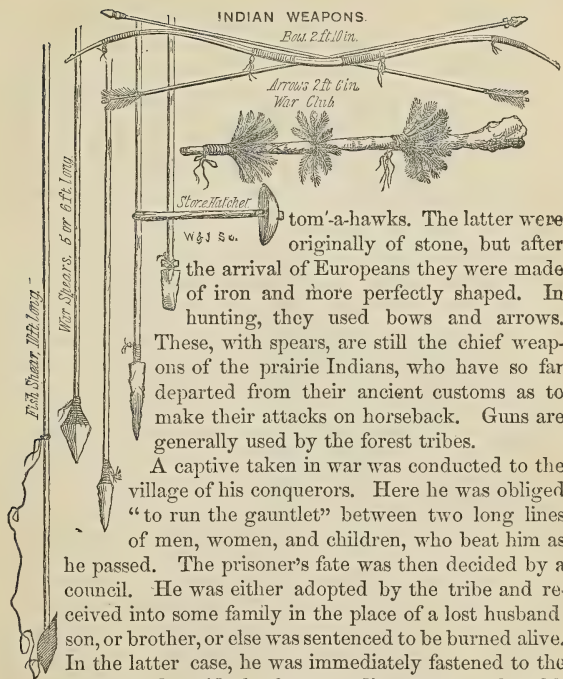 INDIAN WEAPONS.
Bow. 2 ft. 10 in.
Arrows 2 ft 6 in.
War Club
Stone Hatchet
W & J Sc.
War Spears. 5 or 6 ft. long
Fish Spear, 10 ft. long
tom'-a-hawks. The latter were
originally of stone, but after
the arrival of Europeans they were made
of iron and more perfectly shaped. In
hunting, they used bows and arrows.
These, with spears, are still the chief weap-
ons of the prairie Indians, who have so far
departed from their ancient customs as to
make their attacks on horseback. Guns are
generally used by the forest tribes.
A captive taken in war was conducted to the
village of his conquerors. Here he was obliged
“to run the gauntlet” between two long lines
of men, women, and children, who beat him as
he passed. The prisoner's fate was then decided by a
council. He was either adopted by the tribe and re-
ceived into some family in the place of a lost husband
son, or brother, or else was sentenced to be burned alive.
In the latter case, he was immediately fastened to the